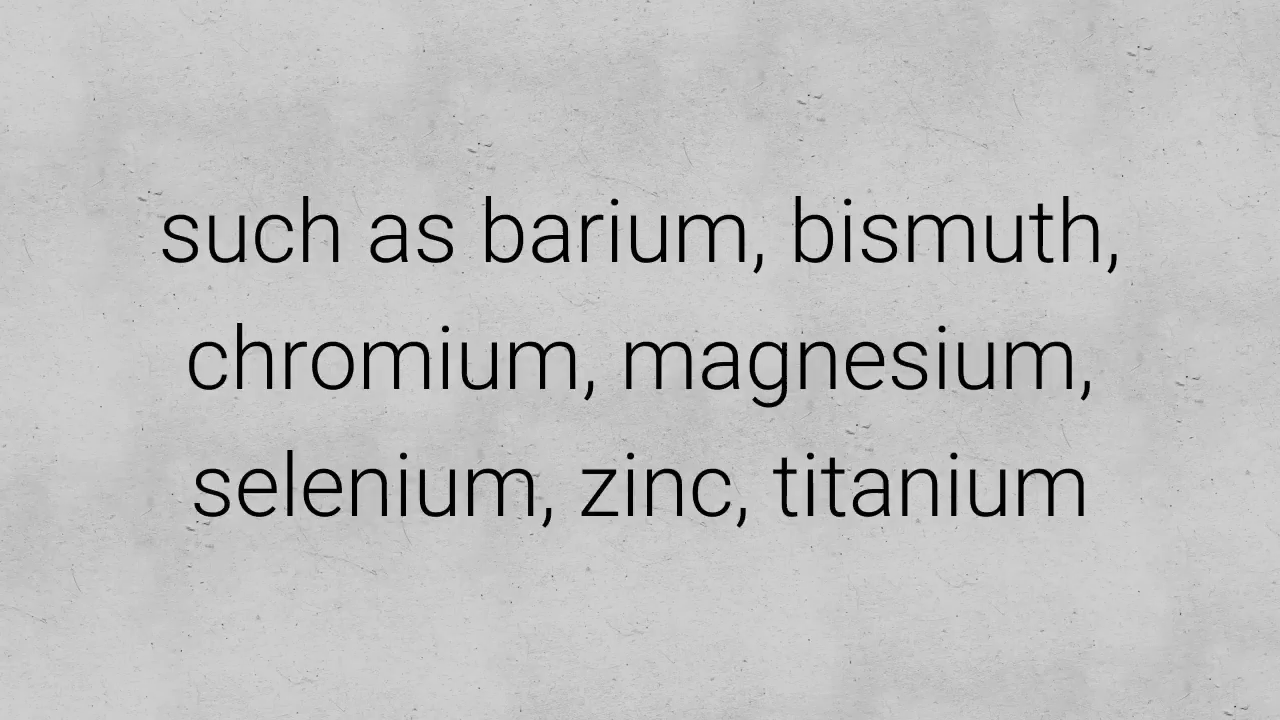 such as barium, bismuth,
chromium, magnesium,
selenium, zinc, titanium